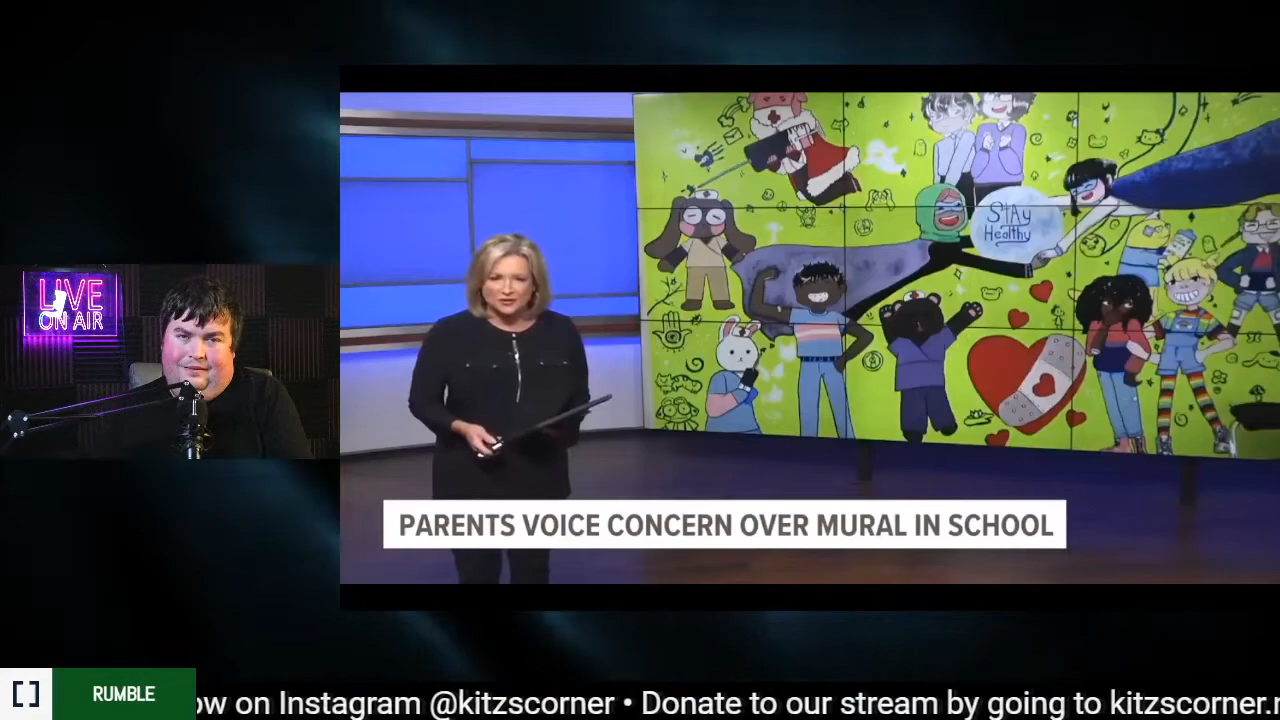 LIVE
ON AIR
StAy
Healthy
PARENTS VOICE CONCERN OVER MURAL IN SCHOOL
RUMBLE
ow on Instagram @kitzscorner • Donate to our stream by going to kitzscorner.